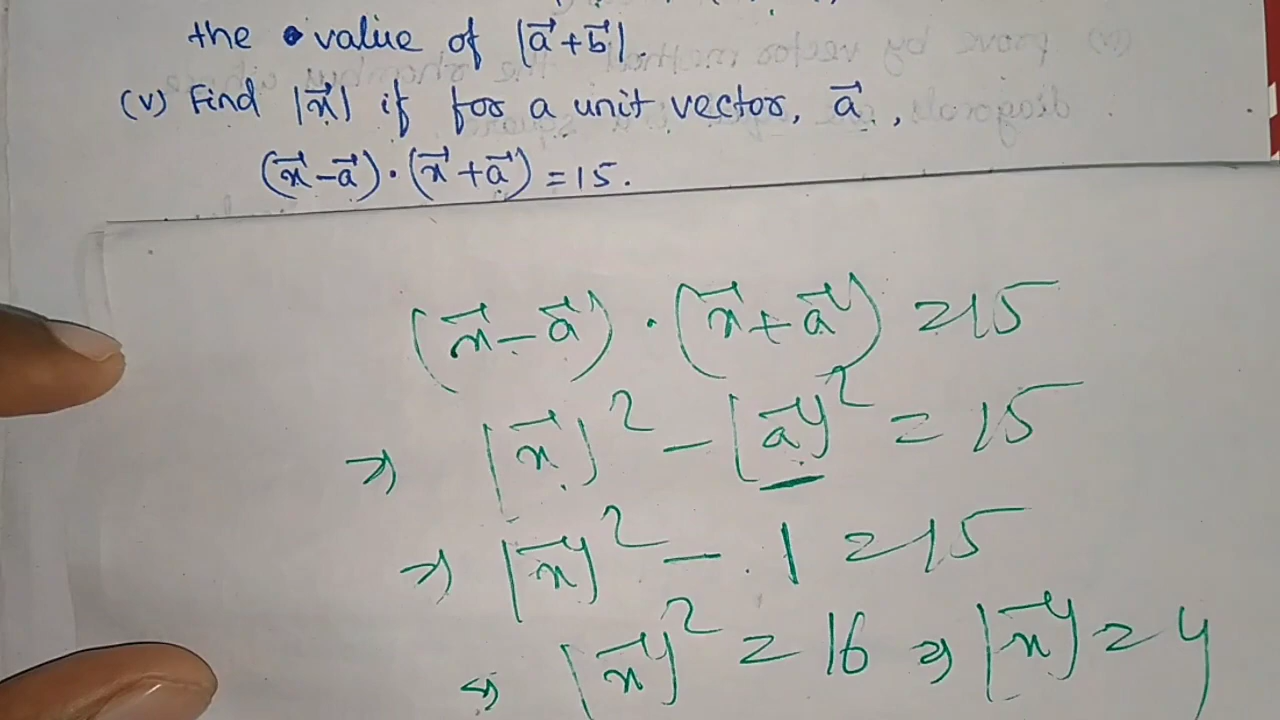 the value of |a⃗ + b⃗|.
(v) Find |x⃗| if for a unit vector, a⃗,
(x⃗ − a⃗) · (x⃗ + a⃗) = 15.
(x⃗ − a⃗) · (x⃗ + a⃗) = 15
⇒ |x⃗|² − |a⃗|² = 15
⇒ |x⃗|² − 1 = 15
⇒ |x⃗|² = 16 ⇒ |x⃗| = 4